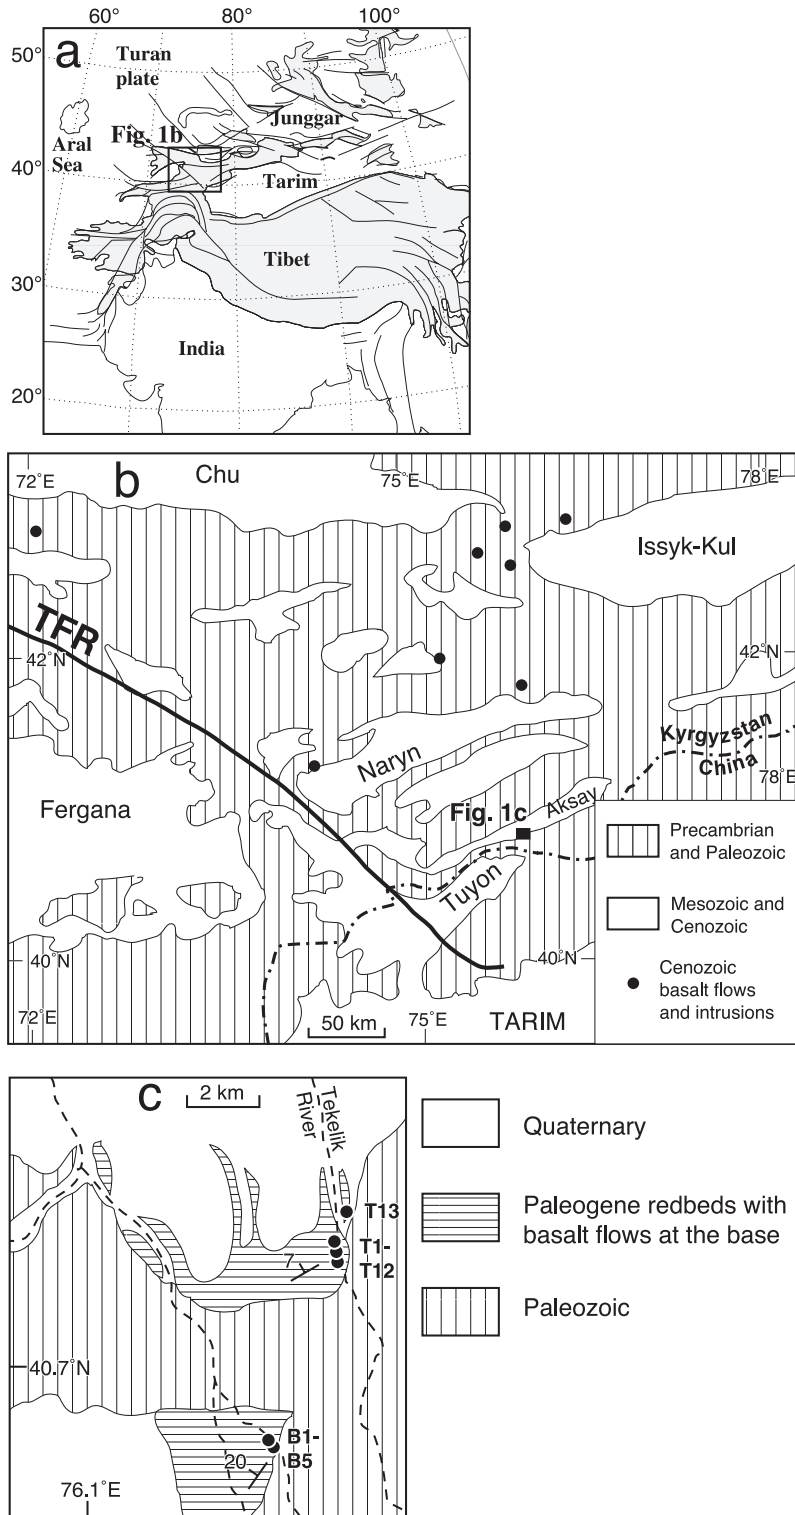 60° 80° 100°
50°
a
Turan
plate
Junggar
Fig. 1b
Aral
Sea
40°
Tarim
Tibet
30°
India
20°
72˚E
b
Chu
75˚E
78˚E
Issyk-Kul
TFR
42˚N
42˚N
Kyrgyzstan
China
78˚E
Naryn
Fergana
Fig. 1c
Aksay
Tuyon
40˚N
40˚N
72˚E
50 km
75˚E
TARIM
Precambrian
and Paleozoic
Mesozoic and
Cenozoic
Cenozoic
basalt flows
and intrusions
c
2 km
Tekelik
River
T13
T1-
T12
7
40.7˚N
B1-
B5
20
76.1˚E
Quaternary
Paleogene redbeds with
basalt flows at the base
Paleozoic